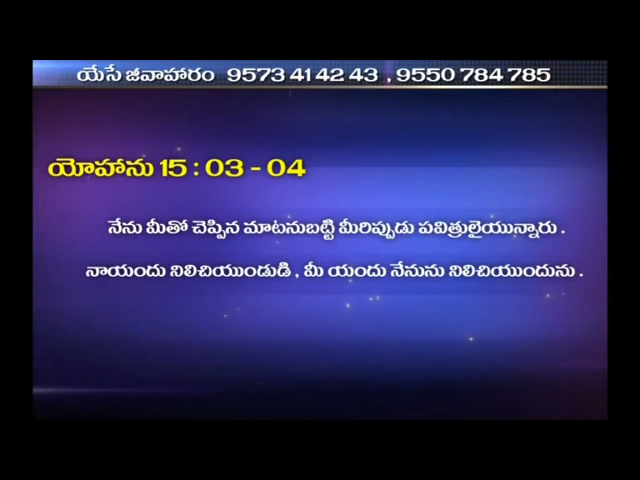 యేసే జీవాహారం 9573 41 42 43 , 9550 784 785
యోహాను 15 : 03 - 04
నేను మీతో చెప్పిన మాటనుబట్టి మీరిప్పుడు పవిత్రులైయున్నారు .
నాయందు నిలిచియుండుడి , మీ యందు నేనును నిలిచియుందును .